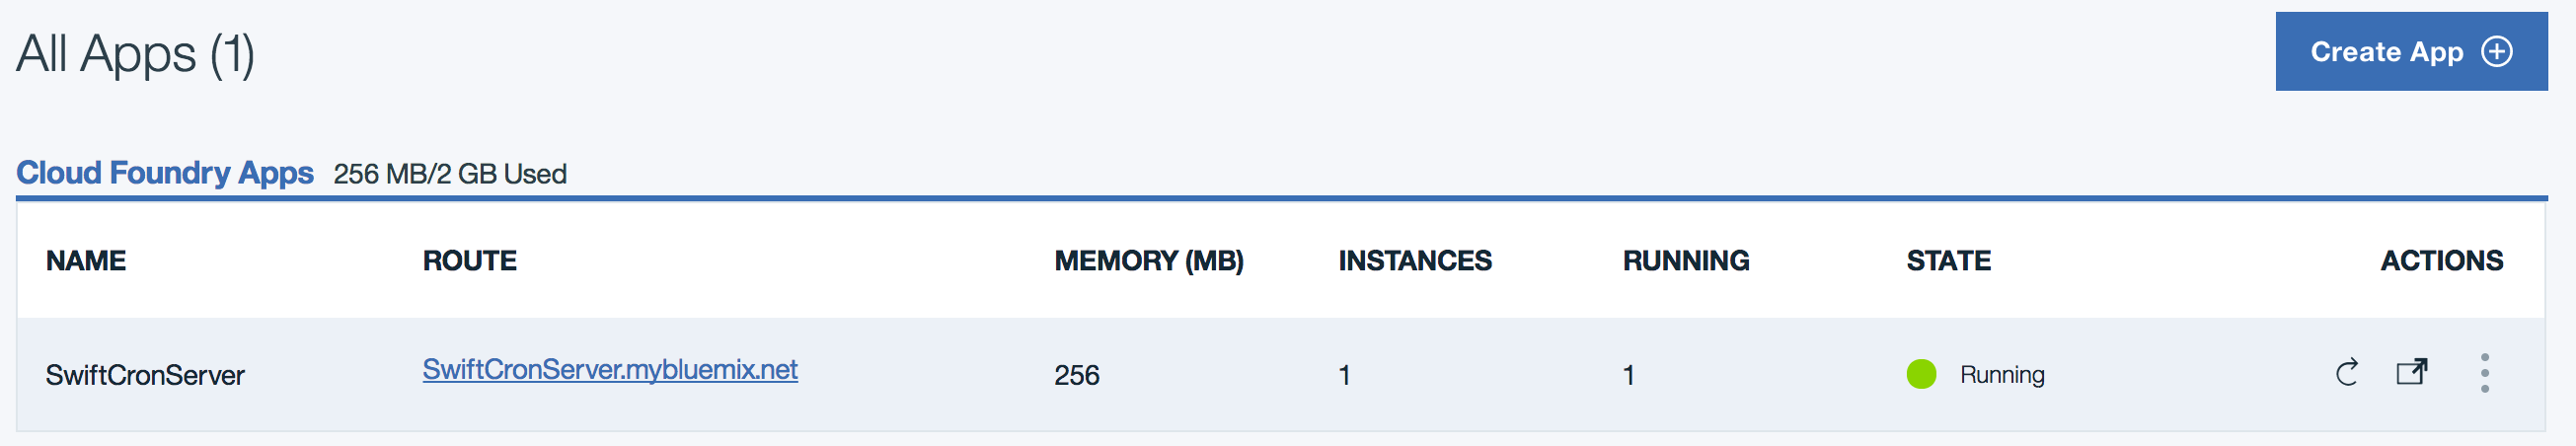 All Apps (1)
Create App
Cloud Foundry Apps 256 MB/2 GB Used
NAME ROUTE MEMORY (MB) INSTANCES RUNNING STATE ACTIONS
SwiftCronServer SwiftCronServer.mybluemix.net 256 1 1 Running